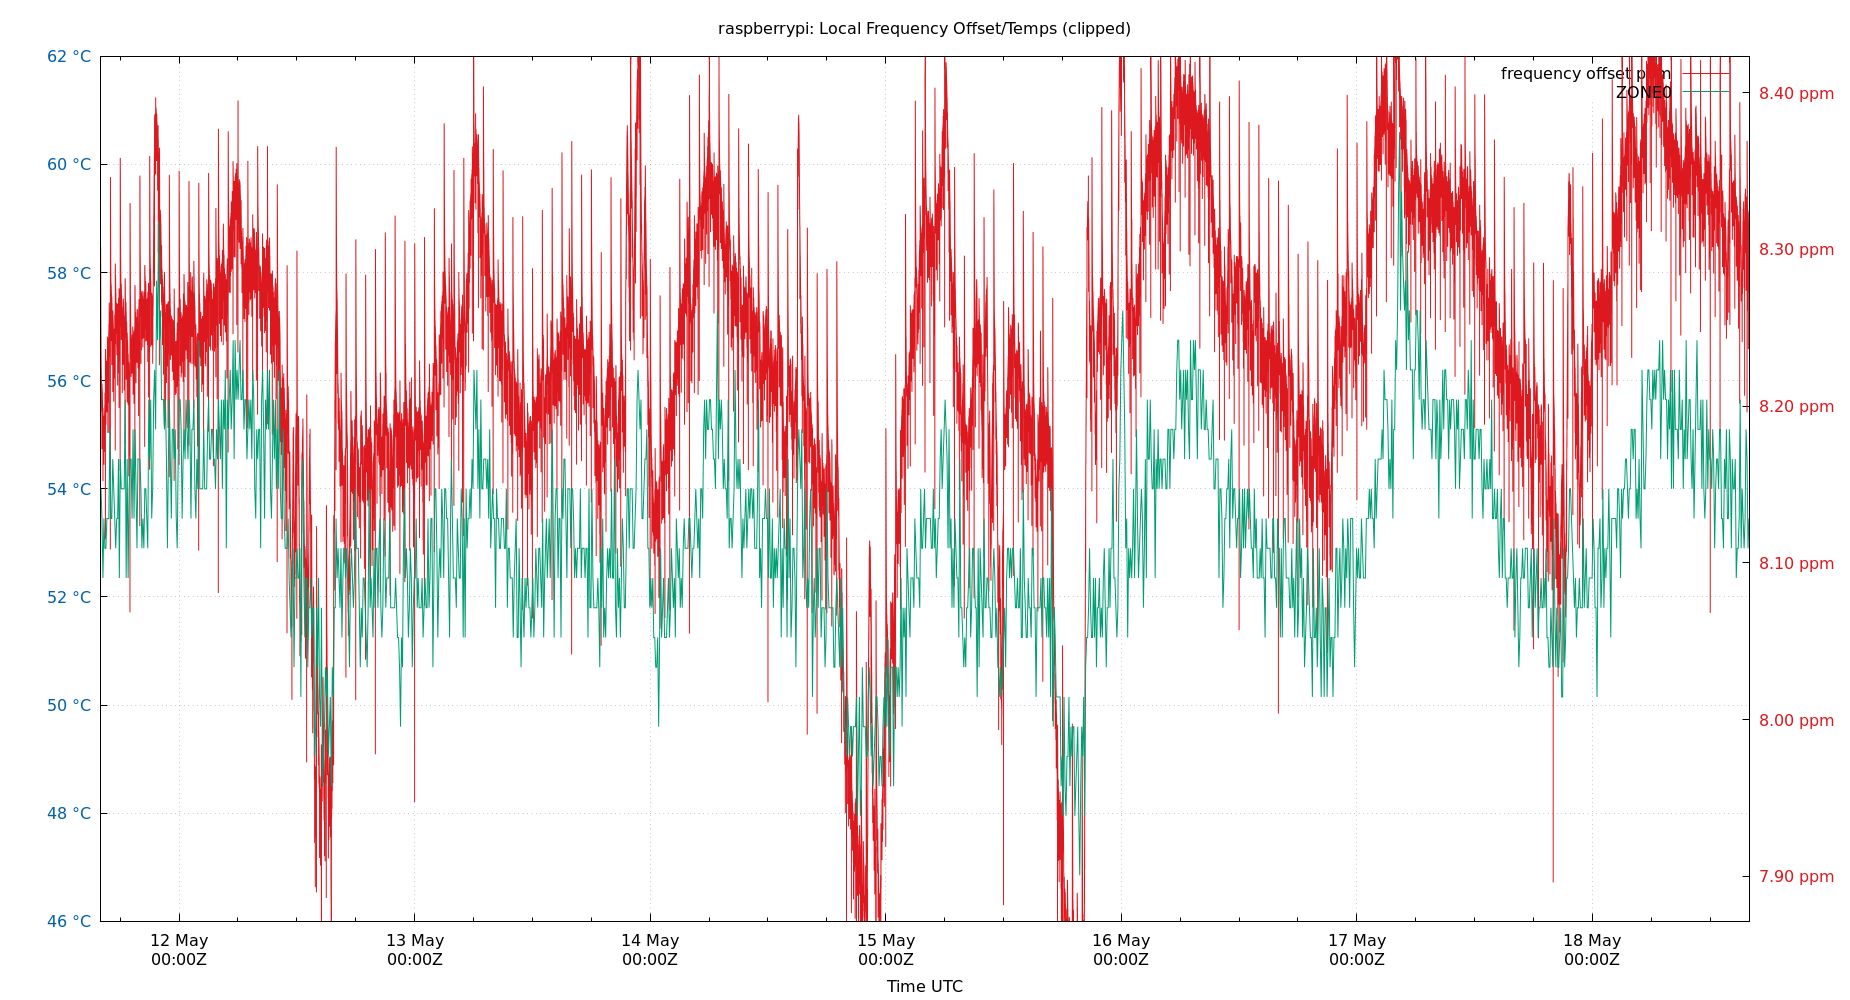 raspberrypi: Local Frequency Offset/Temps (clipped)
frequency offset ppm
ZONE0
62 °C
60 °C
58 °C
56 °C
54 °C
52 °C
50 °C
48 °C
46 °C
8.40 ppm
8.30 ppm
8.20 ppm
8.10 ppm
8.00 ppm
7.90 ppm
12 May
00:00Z
13 May
00:00Z
14 May
00:00Z
15 May
00:00Z
16 May
00:00Z
17 May
00:00Z
18 May
00:00Z
Time UTC